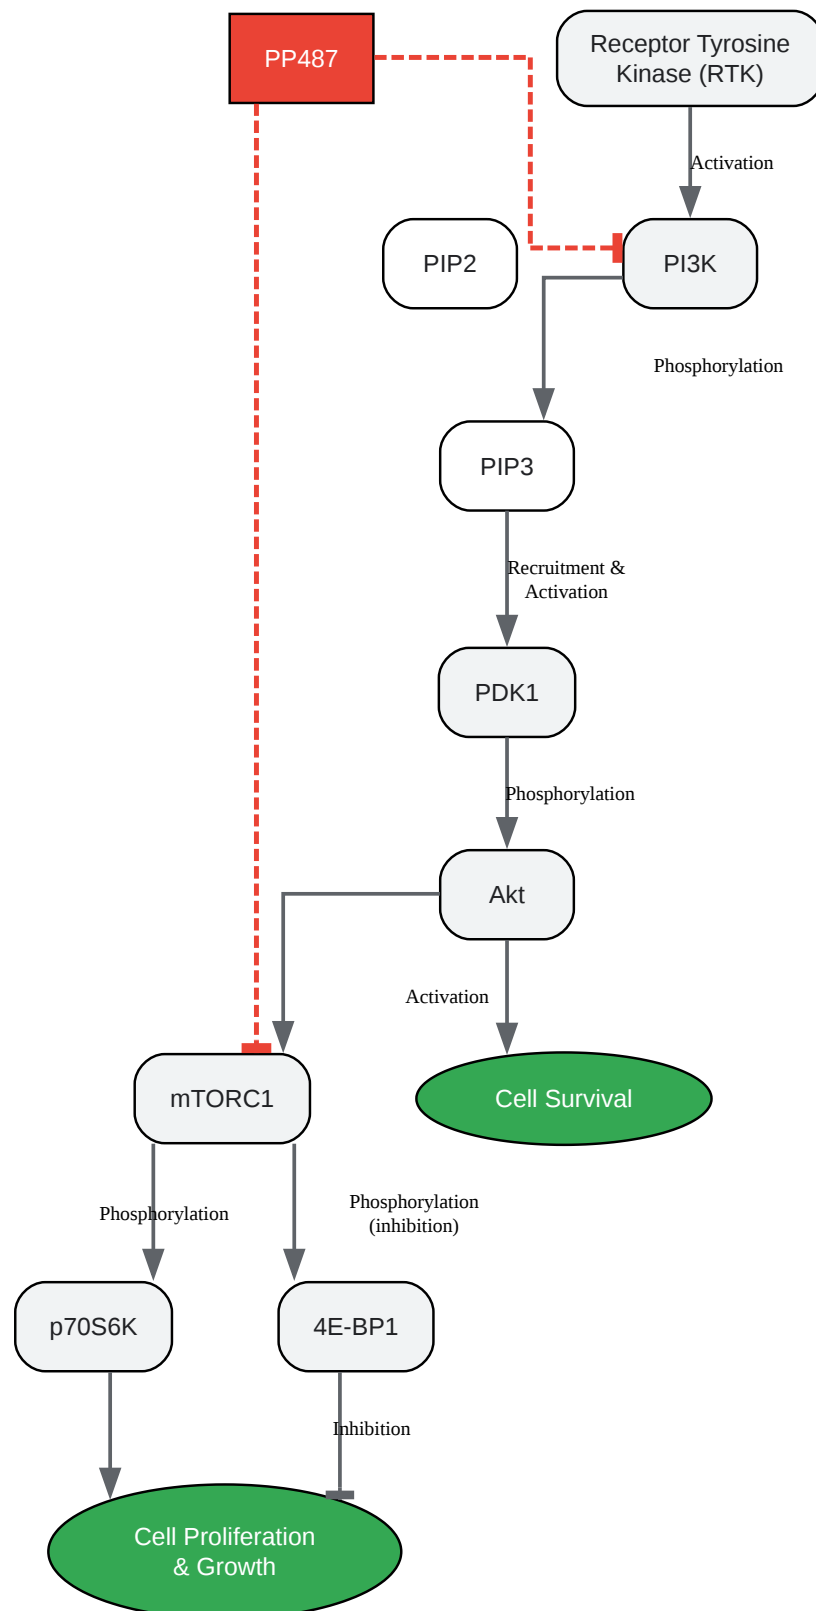 PP487
Receptor Tyrosine
Kinase (RTK)
Activation
PIP2
PI3K
Phosphorylation
PIP3
Recruitment &
Activation
PDK1
Phosphorylation
Akt
Activation
mTORC1
Cell Survival
Phosphorylation
Phosphorylation
(inhibition)
p70S6K
4E-BP1
Inhibition
Cell Proliferation
& Growth